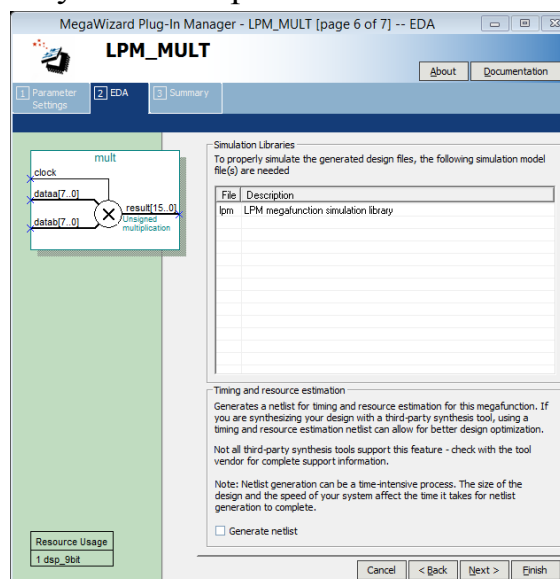 MegaWizard Plug-In Manager - LPM_MULT [page 6 of 7] -- EDA
LPM_MULT
About
Documentation
1 Parameter Settings
2 EDA
3 Summary
mult
clock
dataa[7..0]
result[15..0]
datab[7..0]
Unsigned
multiplication
Simulation Libraries
To properly simulate the generated design files, the following simulation model
file(s) are needed
File Description
lpm LPM megafunction simulation library
Timing and resource estimation
Generates a netlist for timing and resource estimation for this megafunction. If
you are synthesizing your design with a third-party synthesis tool, using a
timing and resource estimation netlist can allow for better design optimization.
Not all third-party synthesis tools support this feature - check with the tool
vendor for complete support information.
Note: Netlist generation can be a time-intensive process. The size of the
design and the speed of your system affect the time it takes for netlist
generation to complete.
Generate netlist
Resource Usage
1 dsp_9bit
Cancel
< Back
Next >
Finish